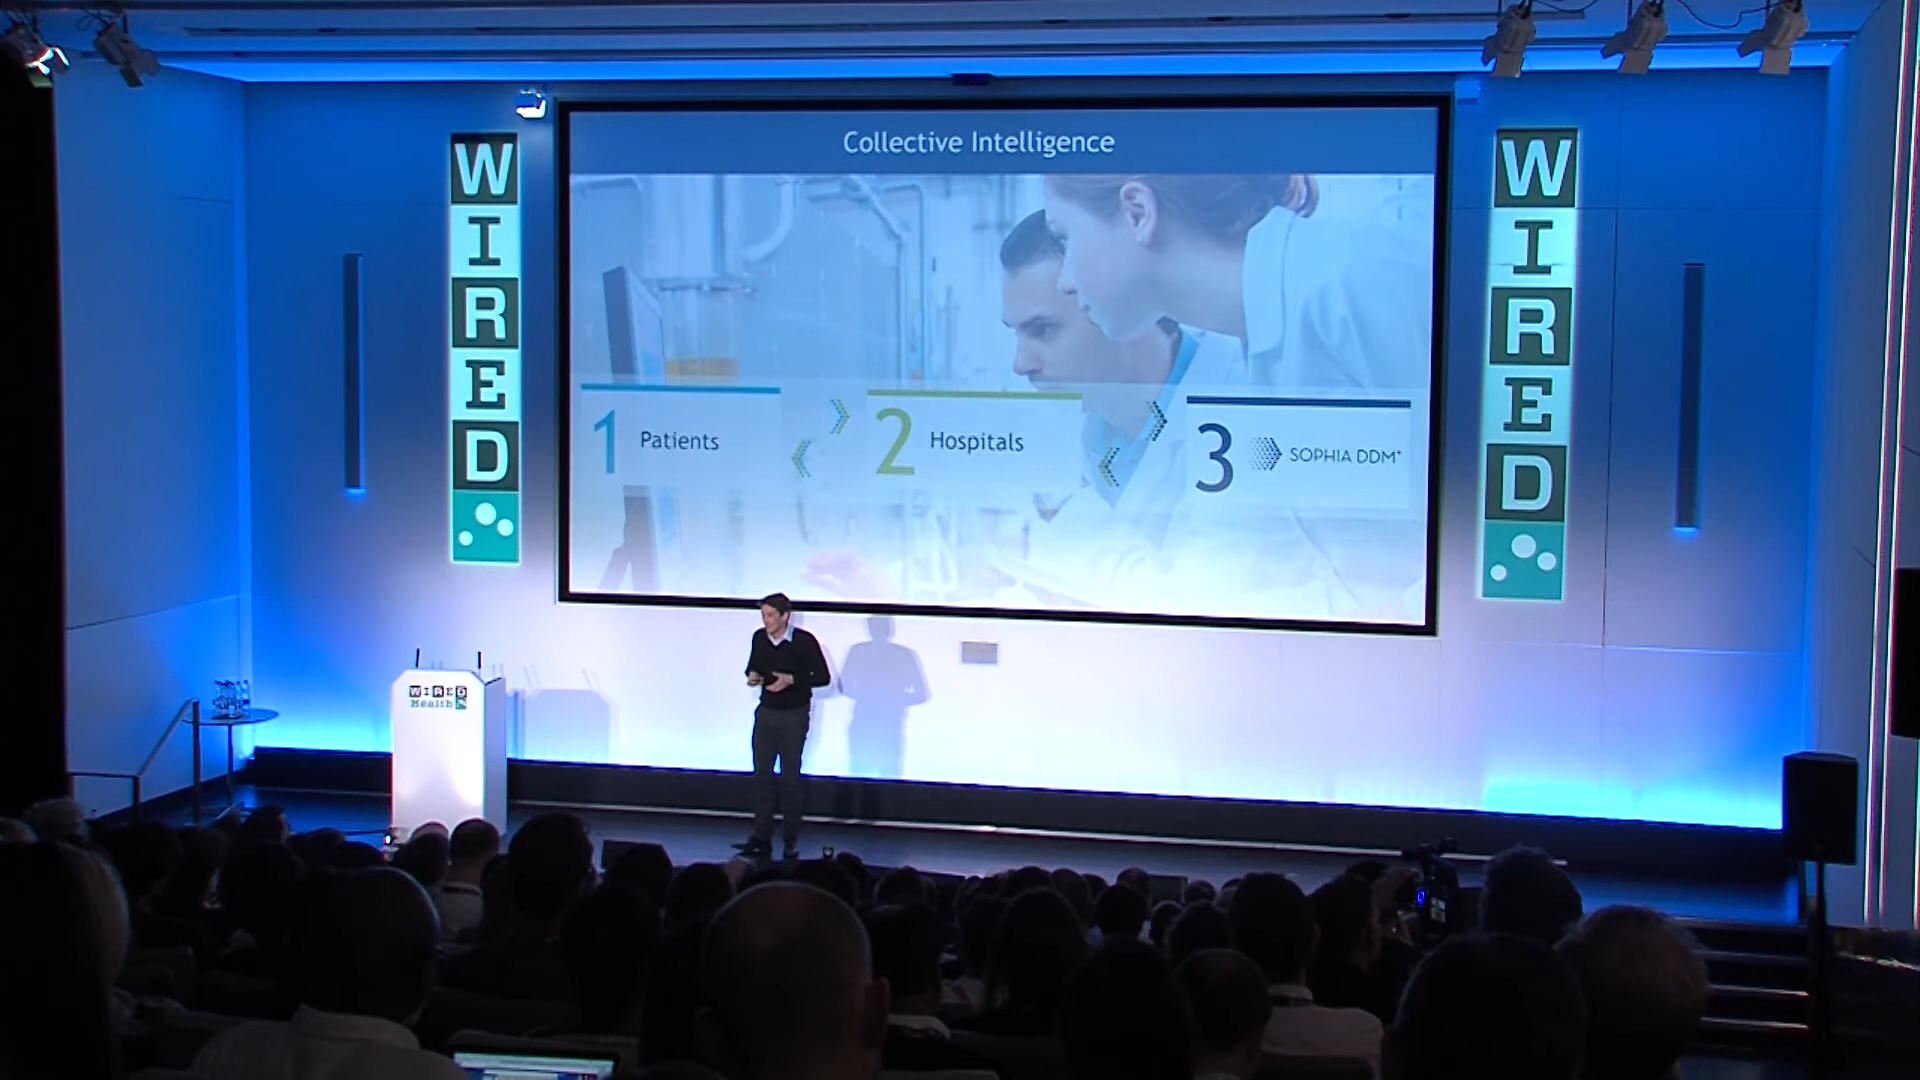 Collective Intelligence
WIRED
WIRED
1 Patients
2 Hospitals
3 SOPHIA DDM
WIRED
Health